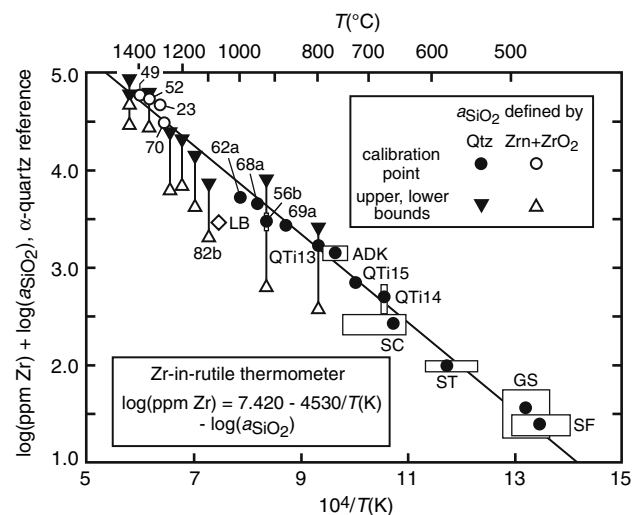 T(°C)
1400 1200 1000 900 800 700 600 500
log(ppm Zr) + log(aSiO2), α-quartz reference
5.0
4.0
3.0
2.0
1.0
49
52
23
70
62a
68a
56b
69a
LB
82b
QTi13
ADK
QTi15
QTi14
SC
ST
GS
SF
aSiO2 defined by
Qtz Zrn+ZrO2
calibration
point
upper, lower
bounds
Zr-in-rutile thermometer
log(ppm Zr) = 7.420 - 4530/T(K)
- log(aSiO2)
5 7 9 11 13 15
10⁴/T(K)